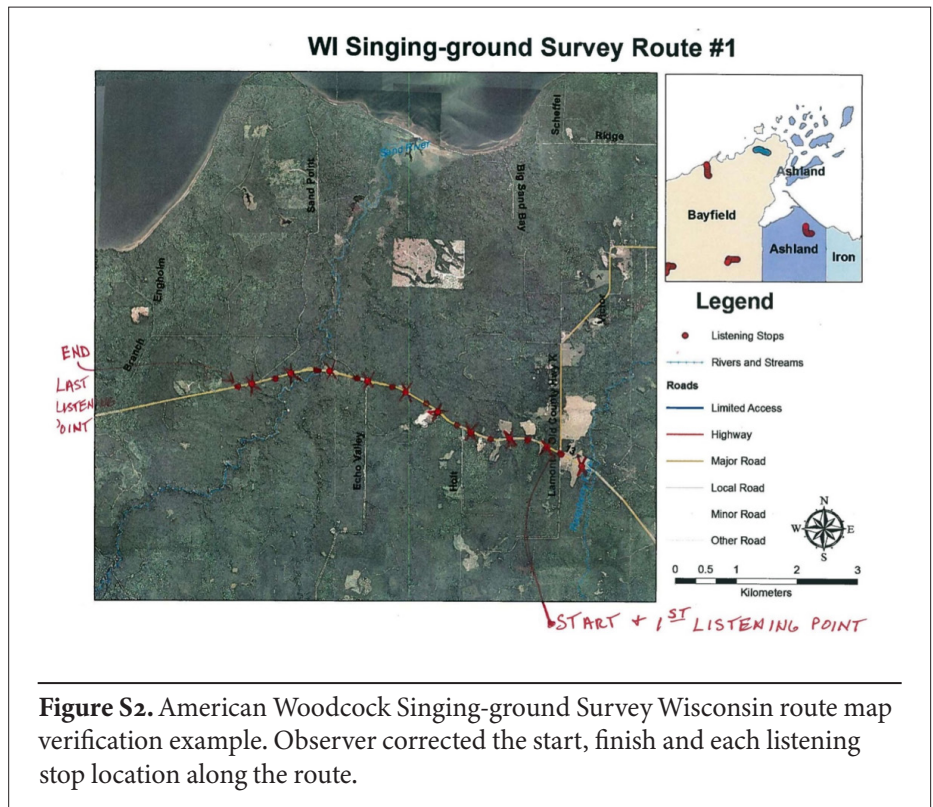 WI Singing-ground Survey Route #1
Scheffel
Ridge
Sand River
Sand Point
Big Sand Bay
Engholm
Branch
Minor
Old County Hwy K
Echo Valley
Holt
Lamont
13
END
LAST
LISTENING
POINT
START + 1ST LISTENING POINT
Ashland
Bayfield
Ashland
Iron
Legend
Listening Stops
Rivers and Streams
Roads
Limited Access
Highway
Major Road
Local Road
Minor Road
Other Road
N
W E
S
0 0.5 1 2 3
Kilometers
Figure S2. American Woodcock Singing-ground Survey Wisconsin route map
verification example. Observer corrected the start, finish and each listening
stop location along the route.